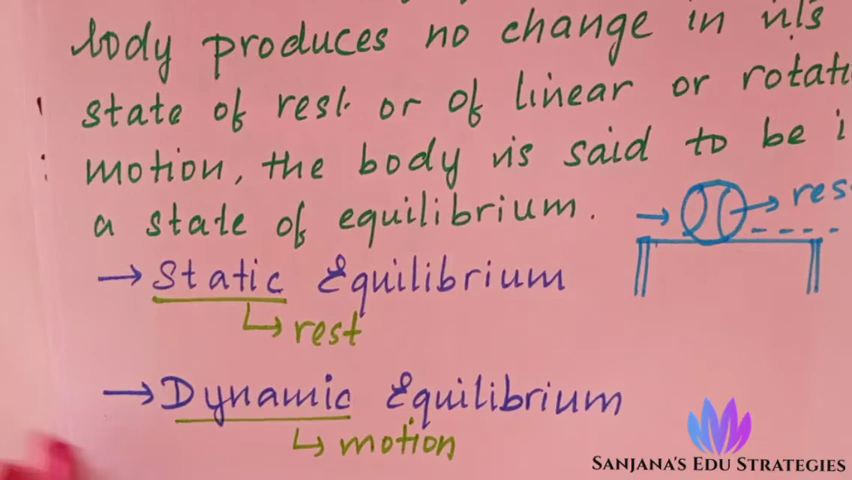 body produces no change in its
state of rest or of linear or rotati
motion, the body is said to be i
a state of equilibrium.
→ res
→ Static Equilibrium
↳ rest
→ Dynamic Equilibrium
↳ motion
SANJANA'S EDU STRATEGIES